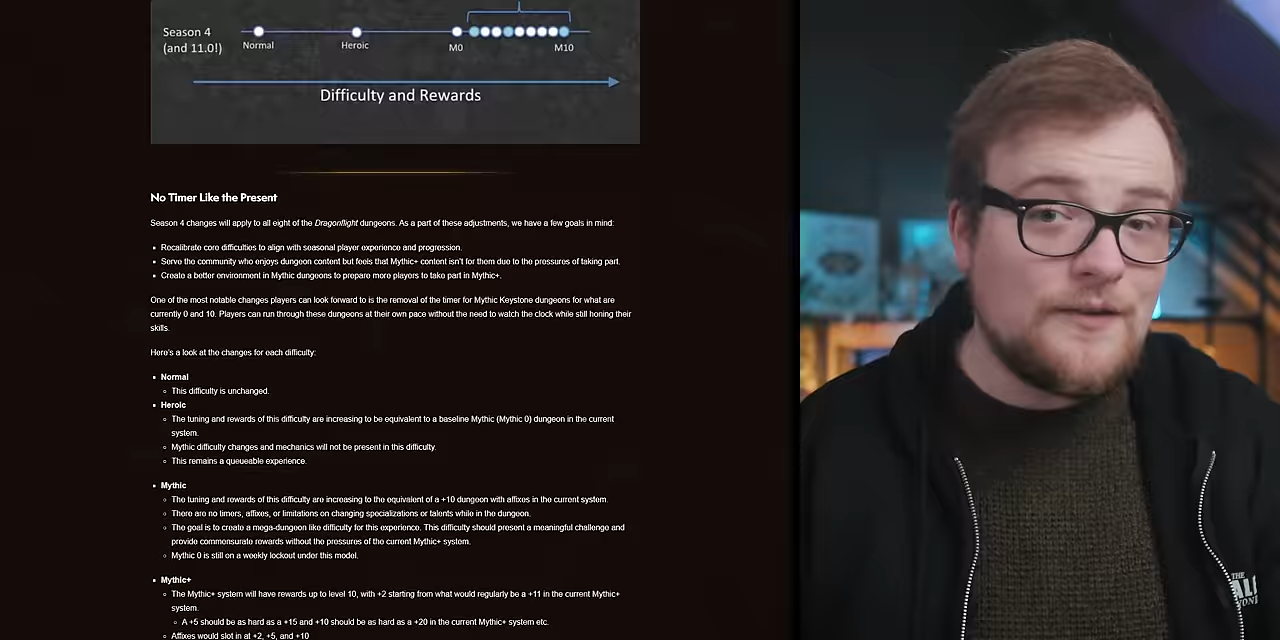 Season 4
(and 11.0!)
Normal
Heroic
M0
M10
Difficulty and Rewards
No Timer Like the Present
Season 4 changes will apply to all eight of the Dragonflight dungeons. As a part of these adjustments, we have a few goals in mind:
Recalibrate core difficulties to align with seasonal player experience and progression.
Serve the community who enjoys dungeon content but feels that Mythic+ content isn't for them due to the pressures of taking part.
Create a better environment in Mythic dungeons to prepare more players to take part in Mythic+.
One of the most notable changes players can look forward to is the removal of the timer for Mythic Keystone dungeons for what are
currently 0 and 10. Players can run through these dungeons at their own pace without the need to watch the clock while still honing their
skills.
Here's a look at the changes for each difficulty:
Normal
This difficulty is unchanged.
Heroic
The tuning and rewards of this difficulty are increasing to be equivalent to a baseline Mythic (Mythic 0) dungeon in the current
system.
Mythic difficulty changes and mechanics will not be present in this difficulty.
This remains a queueable experience.
Mythic
The tuning and rewards of this difficulty are increasing to the equivalent of a +10 dungeon with affixes in the current system.
There are no timers, affixes, or limitations on changing specializations or talents while in the dungeon.
The goal is to create a mega-dungeon like difficulty for this experience. This difficulty should present a meaningful challenge and
provide commensurate rewards without the pressures of the current Mythic+ system.
Mythic 0 is still on a weekly lockout under this model.
Mythic+
The Mythic+ system will have rewards up to level 10, with +2 starting from what would regularly be a +11 in the current Mythic+
system.
A +5 should be as hard as a +15 and +10 should be as hard as a +20 in the current Mythic+ system etc.
Affixes would slot in at +2, +5, and +10
THE